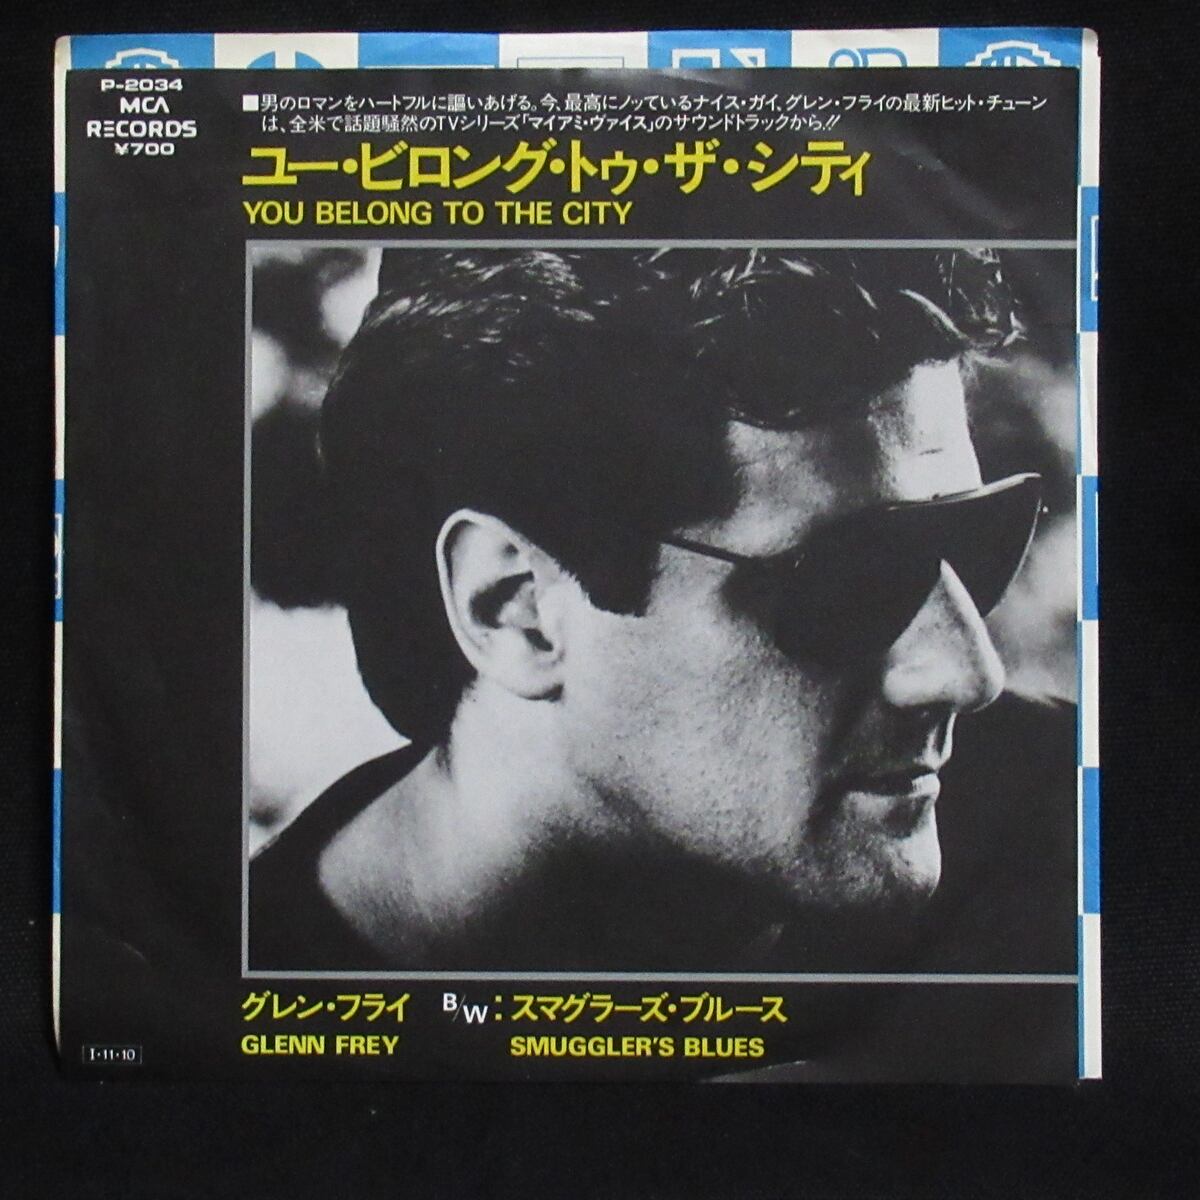 P-2034
MCA
RECORDS
¥700
■男のロマンをハートフルに謳いあげる。今、最高にノッているナイス・ガイ、グレン・フライの最新ヒット・チューン
は、全米で話題騒然のTVシリーズ「マイアミ・ヴァイス」のサウンドトラックから!!
ユー・ビロング・トゥ・ザ・シティ
YOU BELONG TO THE CITY
グレン・フライ B/W:スマグラーズ・ブルース
GLENN FREY SMUGGLER'S BLUES
I・11・10